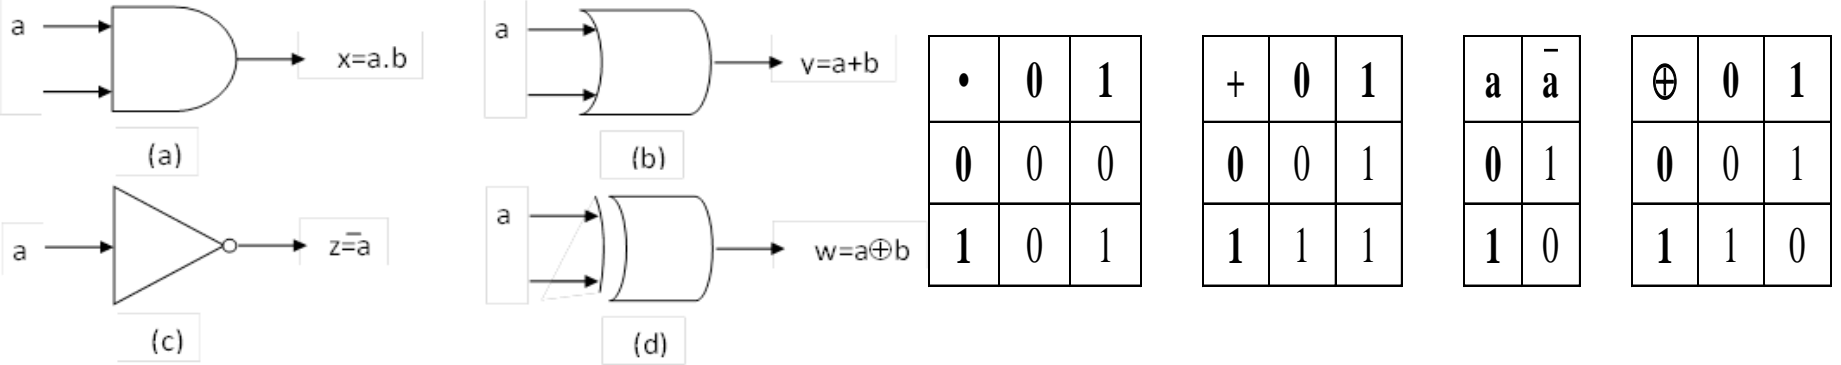 a
x=a.b
(a)
a
y=a+b
(b)
a
z=a̅
(c)
a
w=a⊕b
(d)
• 0 1
0 0 0
1 0 1
+ 0 1
0 0 1
1 1 1
a a̅
0 1
1 0
⊕ 0 1
0 0 1
1 1 0